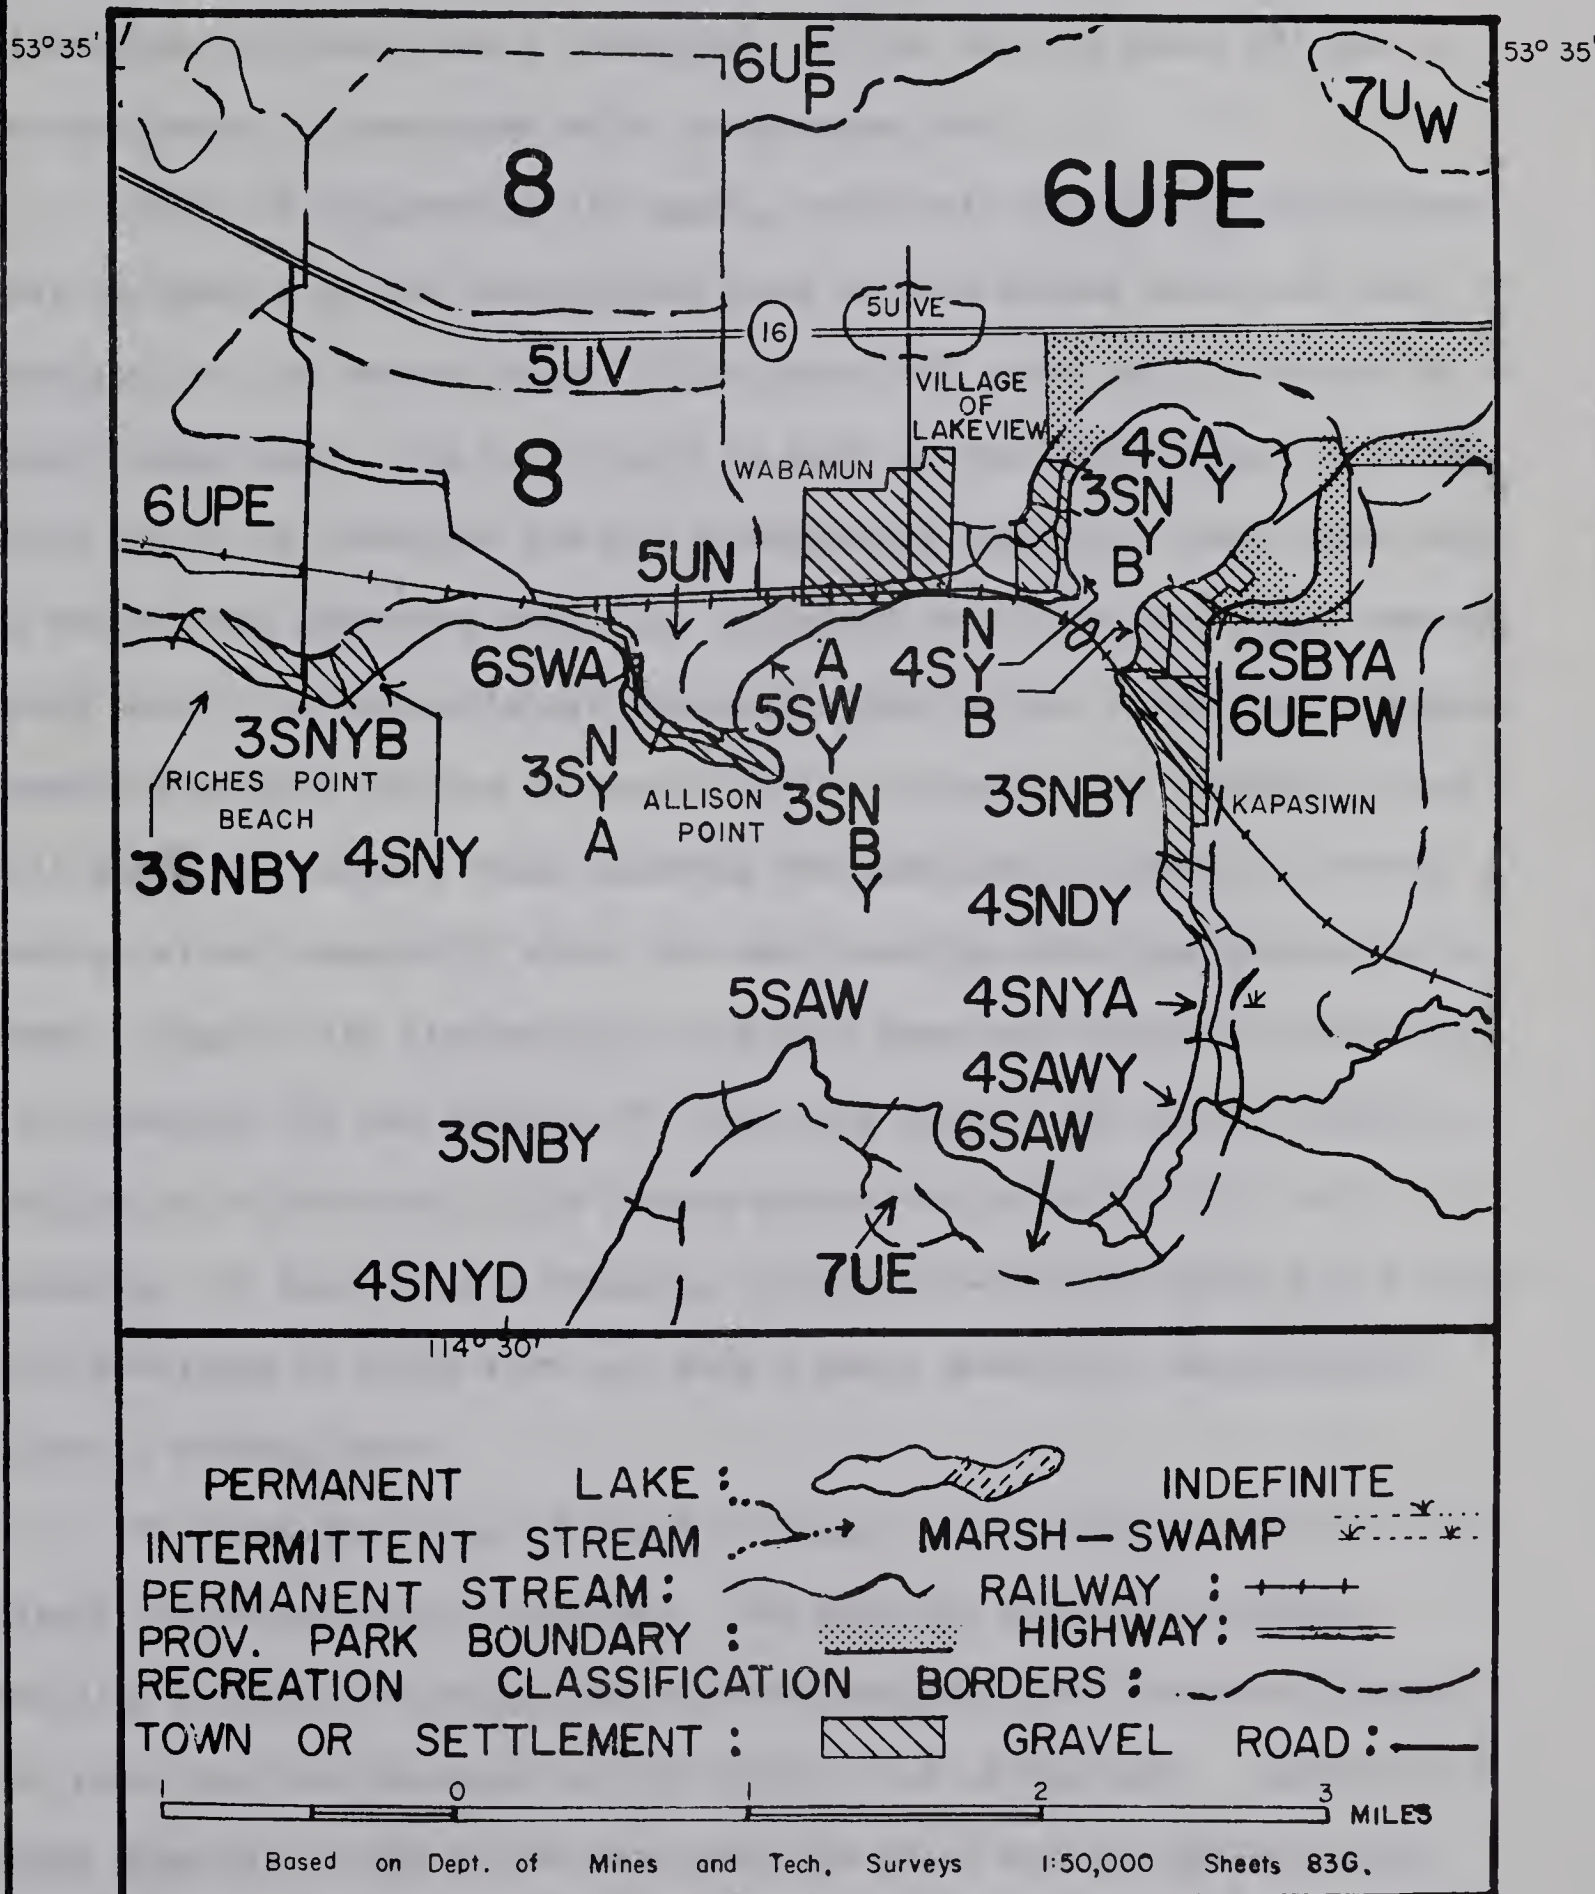 53° 35'
53° 35'
6UEP
7UW
8
6UPE
16
5UVE
5UV
VILLAGE
OF
LAKEVIEW
WABAMUN
8
6UPE
4SAY
3SNYB
5UN
6SWA
5SAWY
4SNYB
2SBYA
6UEPW
3SNYB
RICHES POINT
BEACH
3SNBY
4SNY
3SNYA
ALLISON
POINT
3SNBY
3SNBY
KAPASIWIN
4SNDY
5SAW
4SNYA
4SAWY
3SNBY
6SAW
7UE
4SNYD
114° 30'
PERMANENT LAKE :
INDEFINITE
INTERMITTENT STREAM
MARSH — SWAMP
PERMANENT STREAM :
RAILWAY :
PROV. PARK BOUNDARY :
HIGHWAY :
RECREATION CLASSIFICATION BORDERS :
TOWN OR SETTLEMENT :
GRAVEL ROAD :
1 0 1 2 3 MILES
Based on Dept. of Mines and Tech. Surveys 1:50,000 Sheets 83G.